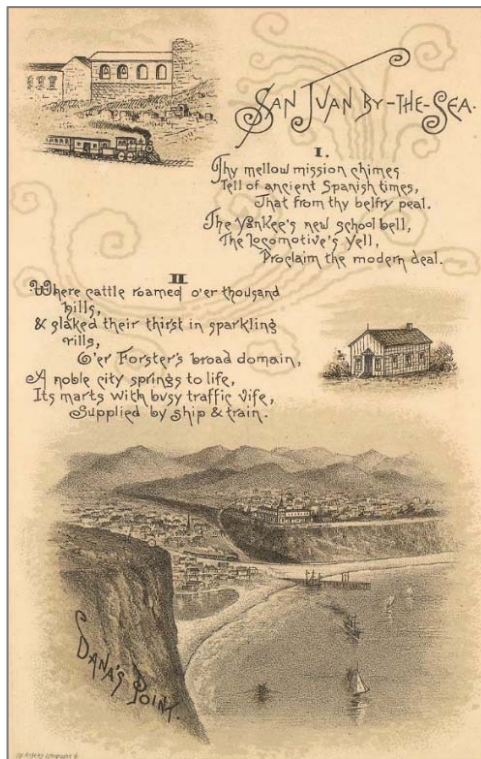 SAN JUAN BY-THE-SEA.
I.
Thy mellow mission chimes
Tell of ancient Spanish times,
That from thy belfry peal.
The Yankee's new school bell,
The locomotive's yell,
Proclaim the modern deal.
II
Where cattle roamed o'er thousand
hills,
& slaked their thirst in sparkling
rills,
O'er Forster's broad domain,
A noble city springs to life,
Its marts with busy traffic vife,
Supplied by ship & train.
DANA'S POINT.